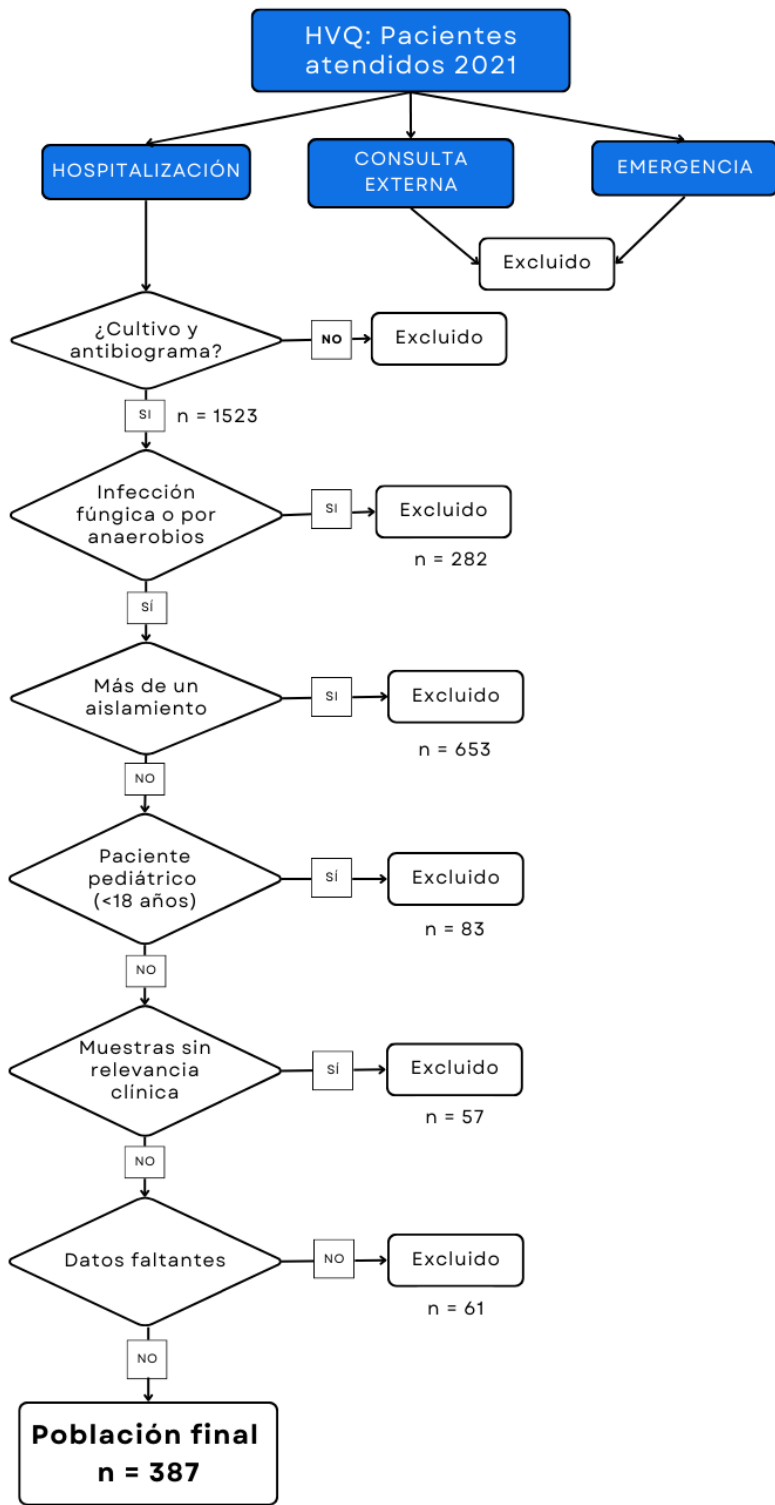 HVQ: Pacientes
atendidos 2021
HOSPITALIZACIÓN
CONSULTA
EXTERNA
EMERGENCIA
Excluido
¿Cultivo y
antibiograma?
NO
Excluido
SI
n = 1523
Infección
fúngica o por
anaerobios
SI
Excluido
n = 282
SÍ
Más de un
aislamiento
SI
Excluido
n = 653
NO
Paciente
pediátrico
(<18 años)
SÍ
Excluido
n = 83
NO
Muestras sin
relevancia
clínica
SÍ
Excluido
n = 57
NO
Datos faltantes
NO
Excluido
n = 61
NO
Población final
n = 387